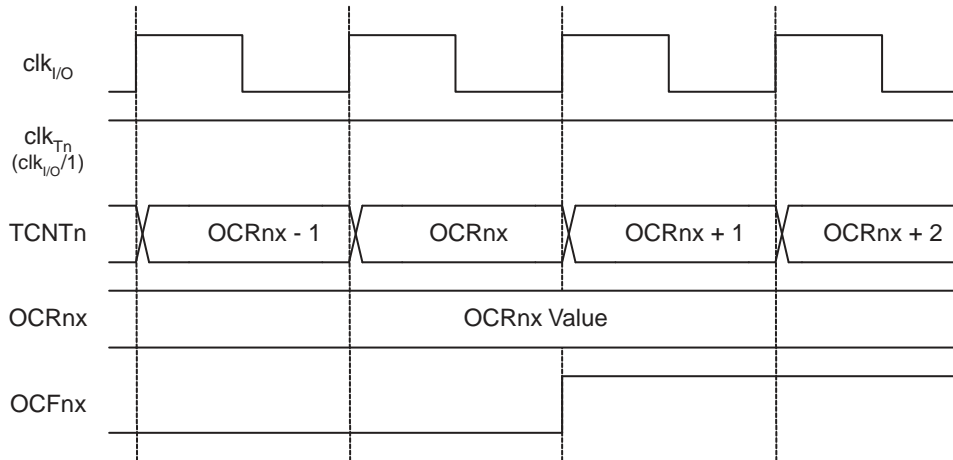 clkI/O
clkTn
(clkI/O/1)
TCNTn OCRnx - 1 OCRnx OCRnx + 1 OCRnx + 2
OCRnx OCRnx Value
OCFnx